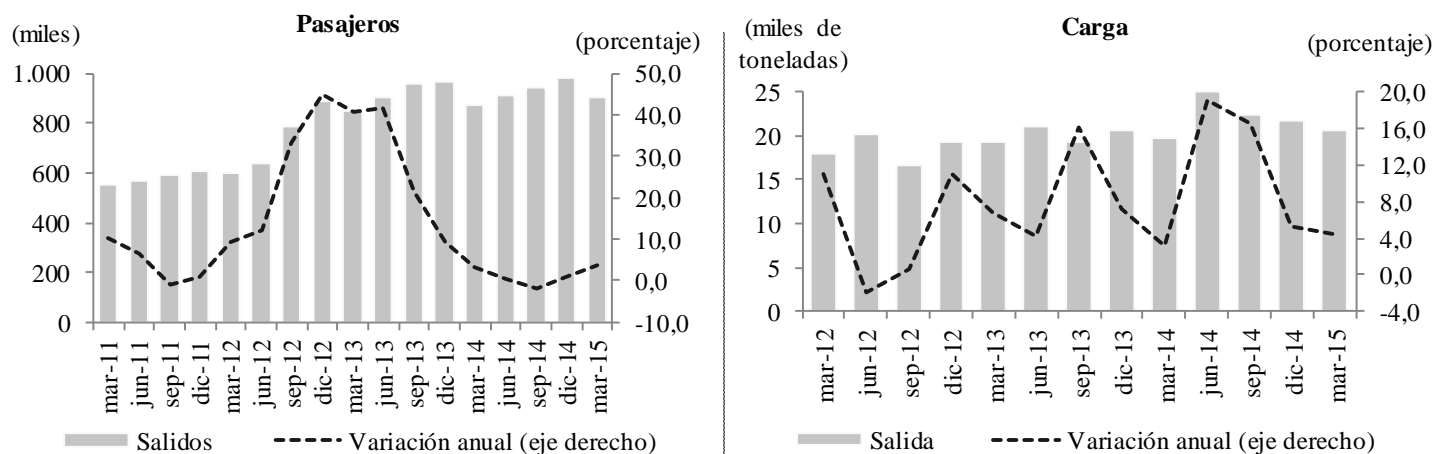 Pasajeros
(miles)
(porcentaje)
1.000
800
600
400
200
0
50,0
40,0
30,0
20,0
10,0
0,0
-10,0
mar-11
jun-11
sep-11
dic-11
mar-12
jun-12
sep-12
dic-12
mar-13
jun-13
sep-13
dic-13
mar-14
jun-14
sep-14
dic-14
mar-15
Salidos
Variación anual (eje derecho)
Carga
(miles de
toneladas)
(porcentaje)
25
20
15
10
5
0
20,0
16,0
12,0
8,0
4,0
0,0
-4,0
mar-12
jun-12
sep-12
dic-12
mar-13
jun-13
sep-13
dic-13
mar-14
jun-14
sep-14
dic-14
mar-15
Salida
Variación anual (eje derecho)